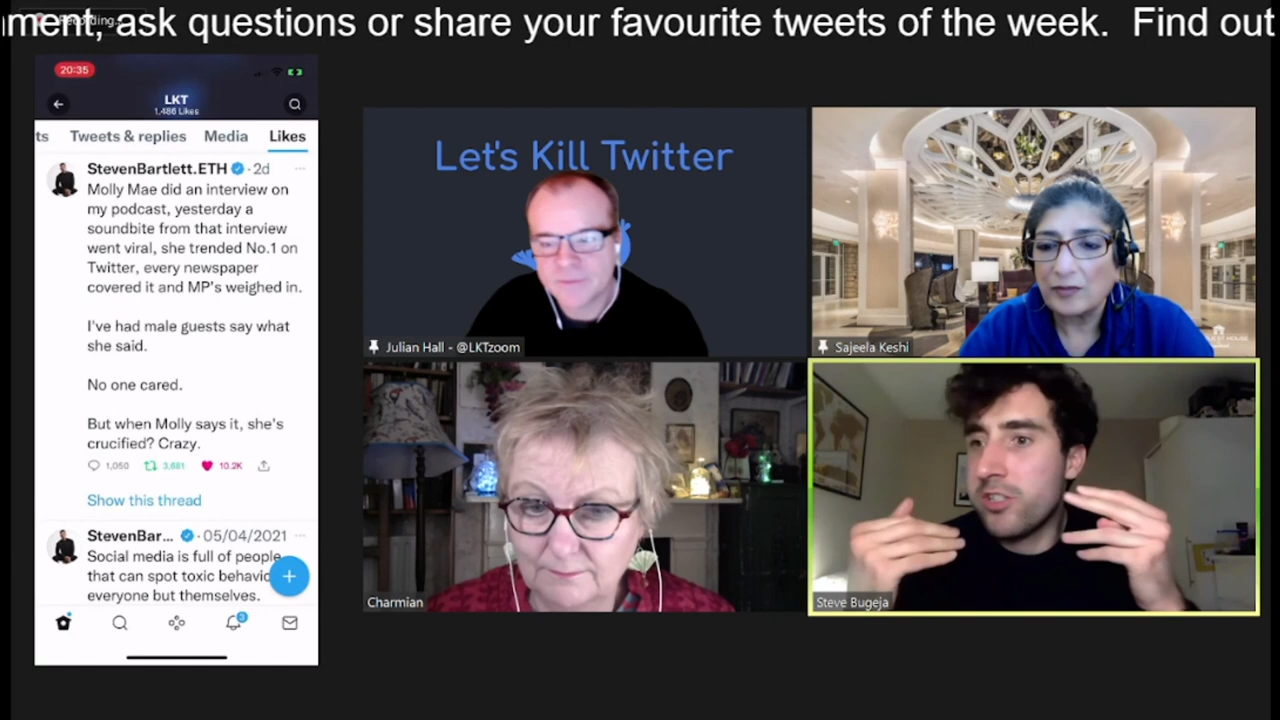 mment, ask questions or share your favourite tweets of the week. Find out
Recording...
20:35
LKT
1,486 Likes
ts Tweets & replies Media Likes
StevenBartlett.ETH · 2d
Molly Mae did an interview on
my podcast, yesterday a
soundbite from that interview
went viral, she trended No.1 on
Twitter, every newspaper
covered it and MP's weighed in.
I've had male guests say what
she said.
No one cared.
But when Molly says it, she's
crucified? Crazy.
1,050 3,681 10.2K
Show this thread
StevenBar... · 05/04/2021
Social media is full of people
that can spot toxic behavio
everyone but themselves.
3
Let's Kill Twitter
Julian Hall - @LKTzoom
Sajeela Keshi
Charmian
Steve Bugeja